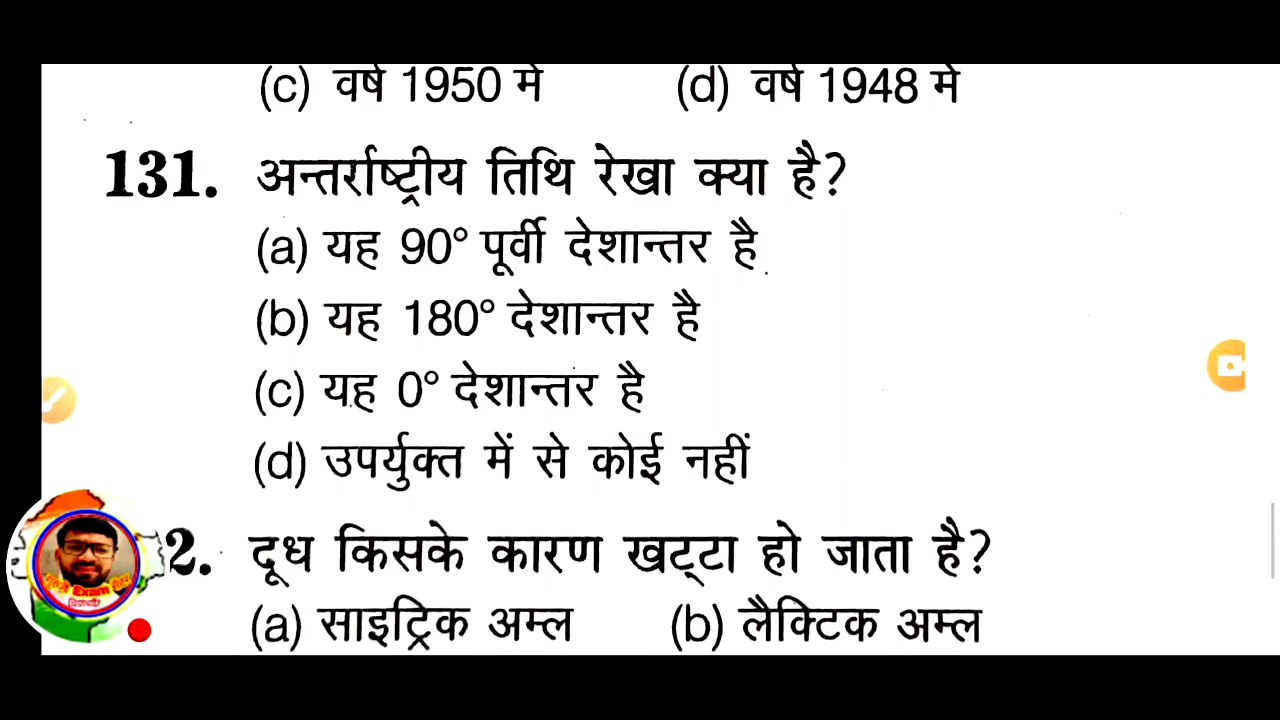 (c) वर्ष 1950 में (d) वर्ष 1948 में
131. अन्तर्राष्ट्रीय तिथि रेखा क्या है?
(a) यह 90° पूर्वी देशान्तर है
(b) यह 180° देशान्तर है
(c) यह 0° देशान्तर है
(d) उपर्युक्त में से कोई नहीं
2. दूध किसके कारण खट्टा हो जाता है?
(a) साइट्रिक अम्ल (b) लैक्टिक अम्ल
Exam